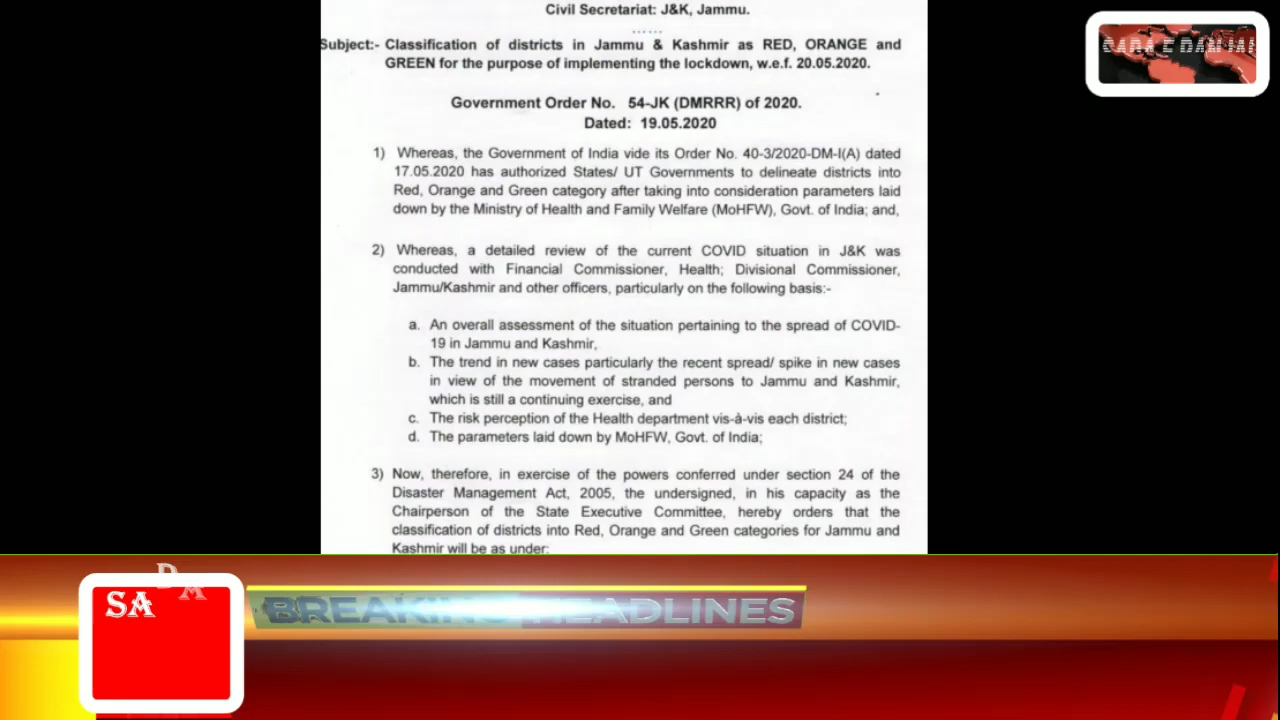 Civil Secretariat: J&K, Jammu.
......
Subject:- Classification of districts in Jammu & Kashmir as RED, ORANGE and
GREEN for the purpose of implementing the lockdown, w.e.f. 20.05.2020.
Government Order No. 54-JK (DMRRR) of 2020.
Dated: 19.05.2020
1) Whereas, the Government of India vide its Order No. 40-3/2020-DM-I(A) dated
17.05.2020 has authorized States/ UT Governments to delineate districts into
Red, Orange and Green category after taking into consideration parameters laid
down by the Ministry of Health and Family Welfare (MoHFW), Govt. of India; and,
2) Whereas, a detailed review of the current COVID situation in J&K was
conducted with Financial Commissioner, Health; Divisional Commissioner,
Jammu/Kashmir and other officers, particularly on the following basis:-
a. An overall assessment of the situation pertaining to the spread of COVID-
19 in Jammu and Kashmir,
b. The trend in new cases particularly the recent spread/ spike in new cases
in view of the movement of stranded persons to Jammu and Kashmir,
which is still a continuing exercise, and
c. The risk perception of the Health department vis-à-vis each district;
d. The parameters laid down by MoHFW, Govt. of India;
3) Now, therefore, in exercise of the powers conferred under section 24 of the
Disaster Management Act, 2005, the undersigned, in his capacity as the
Chairperson of the State Executive Committee, hereby orders that the
classification of districts into Red, Orange and Green categories for Jammu and
Kashmir will be as under:
SADA
BREAKING HEADLINES